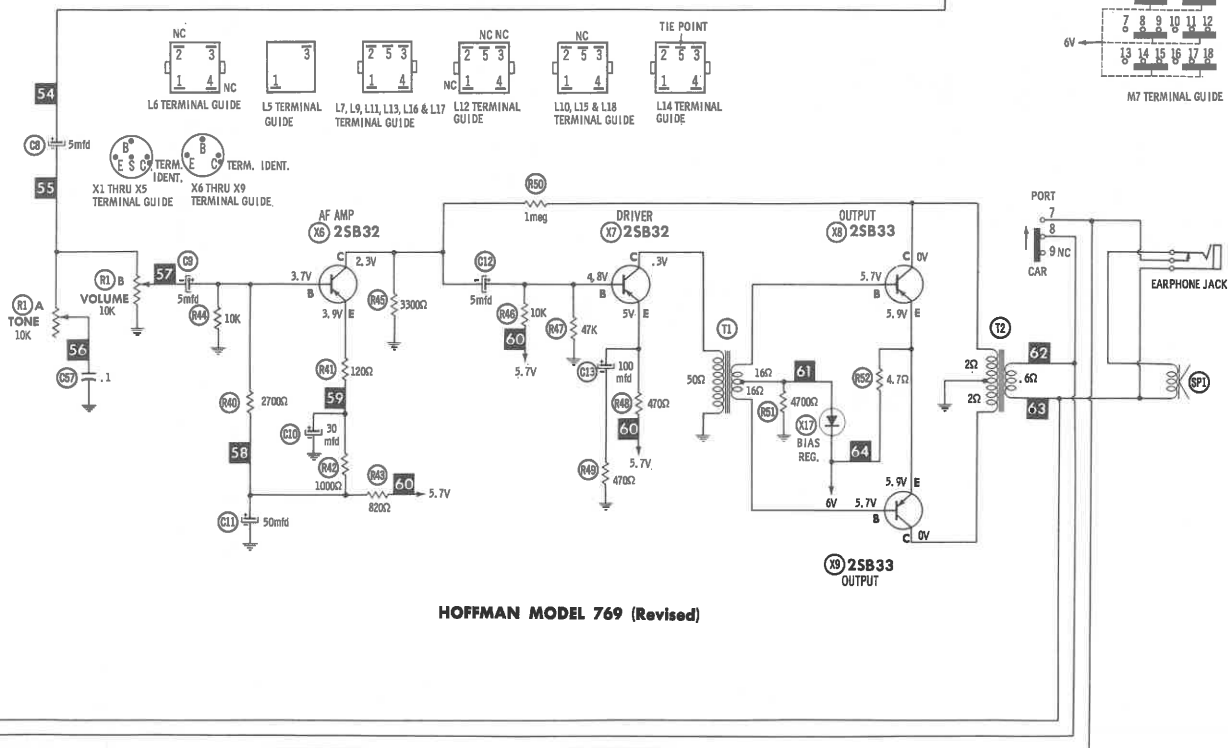 NC
2 3
1 4
NC
L6 TERMINAL GUIDE
3
1
L5 TERMINAL
GUIDE
2 5 3
1 4
L7, L9, L11, L13, L16 & L17
TERMINAL GUIDE
NC NC
2 5 3
NC 1 4
L12 TERMINAL
GUIDE
NC
2 5 3
1 4
L10, L15 & L18
TERMINAL GUIDE
TIE POINT
2 5 3
1 4
L14 TERMINAL
GUIDE
7 8 9 10 11 12
6V
13 14 15 16 17 18
M7 TERMINAL GUIDE
54
C8 5mfd
55
B
E S C
TERM.
IDENT.
X1 THRU X5
TERMINAL GUIDE
B
E C
TERM. IDENT.
X6 THRU X9
TERMINAL GUIDE
R1 A
TONE
10K
56
C57 .1
R1 B
VOLUME
10K
57
C9
5mfd
R44 10K
R40 2700Ω
58
C11 50mfd
AF AMP
X6 2SB32
C 2.3V
3.7V
B
3.9V E
R41 120Ω
59
C10 30
mfd
R42
1000Ω
R43
820Ω
60 5.7V
R45
3300Ω
R50
1meg
C12
5mfd
R46 10K
60
5.7V
R47 47K
DRIVER
X7 2SB32
C .3V
4.8V
B
5V E
C13 100
mfd
R48 470Ω
60
5.7V
R49
470Ω
T1
50Ω
16Ω
16Ω
61
R51 4700Ω
X17
BIAS
REG.
64
6V
R52 4.7Ω
OUTPUT
X8 2SB33
C 0V
5.7V
B
5.9V E
5.9V E
5.7V
B
C 0V
X9 2SB33
OUTPUT
T2
2Ω
2Ω
.6Ω
62
63
PORT
7
8
9 NC
CAR
EARPHONE JACK
SP1
HOFFMAN MODEL 769 (Revised)